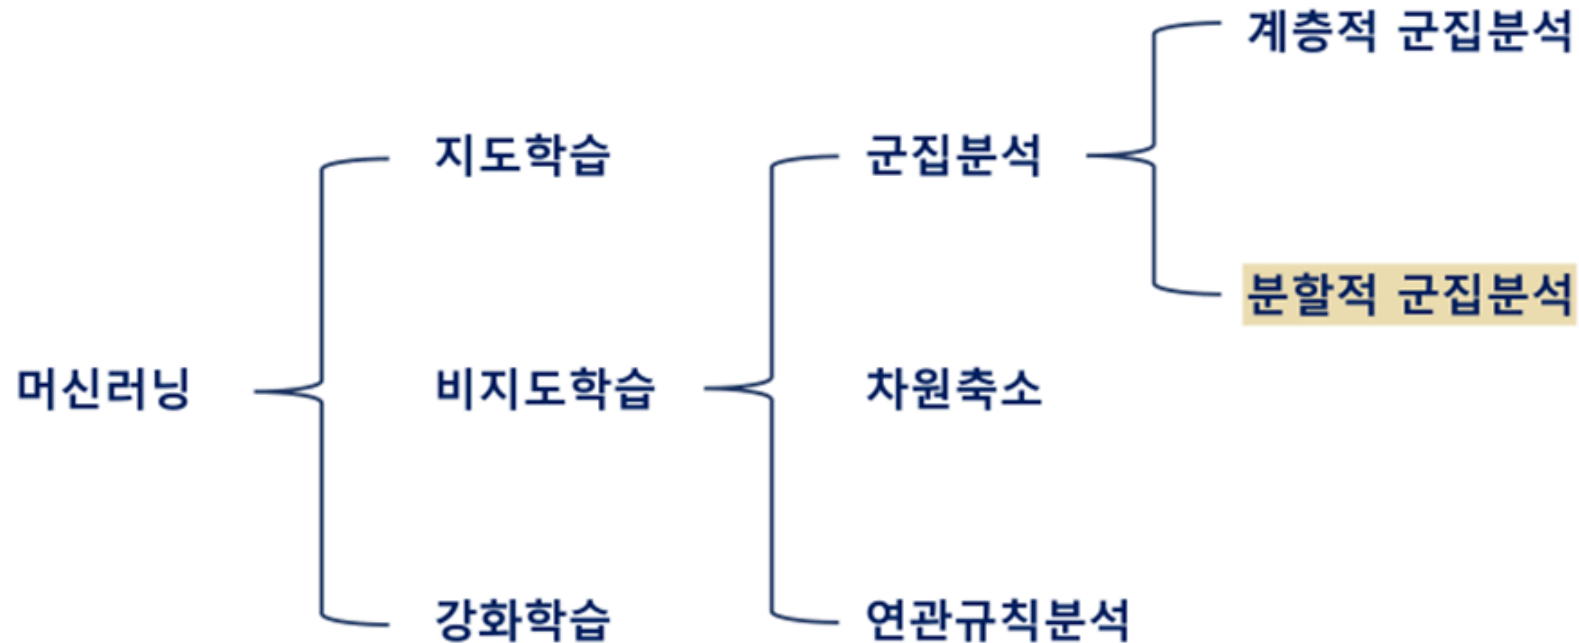 계층적 군집분석
지도학습
군집분석
분할적 군집분석
머신러닝
비지도학습
차원축소
강화학습
연관규칙분석